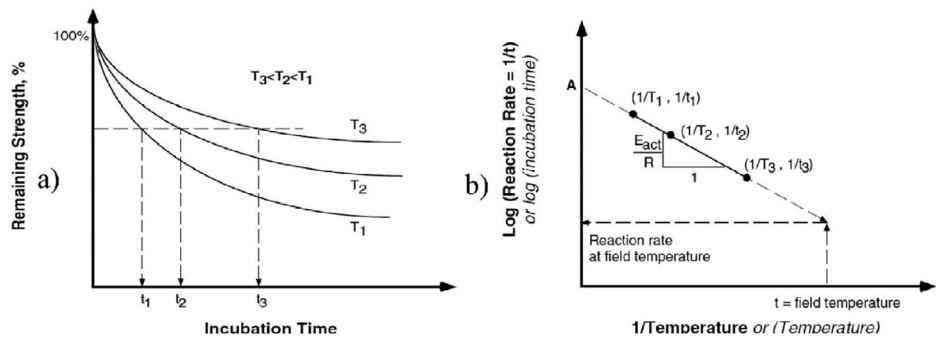 a)
Remaining Strength, %
100%
T3<T2<T1
T3
T2
T1
t1
t2
t3
Incubation Time
b)
Log (Reaction Rate = 1/t)
or log (incubation time)
A
(1/T1 , 1/t1)
(1/T2 , 1/t2)
(1/T3 , 1/t3)
Eact
R
1
Reaction rate
at field temperature
t = field temperature
1/Temperature or (Temperature)